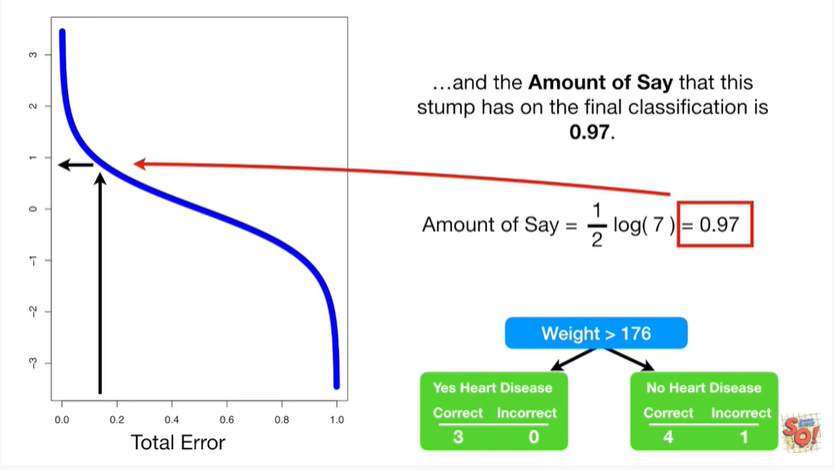 …and the Amount of Say that this
stump has on the final classification is
0.97.
3
2
1
0
-1
-2
-3
Amount of Say = 1/2 log( 7 ) = 0.97
Weight > 176
Yes Heart Disease
Correct Incorrect
3 0
No Heart Disease
Correct Incorrect
4 1
0.0 0.2 0.4 0.6 0.8 1.0
Total Error
SQ!